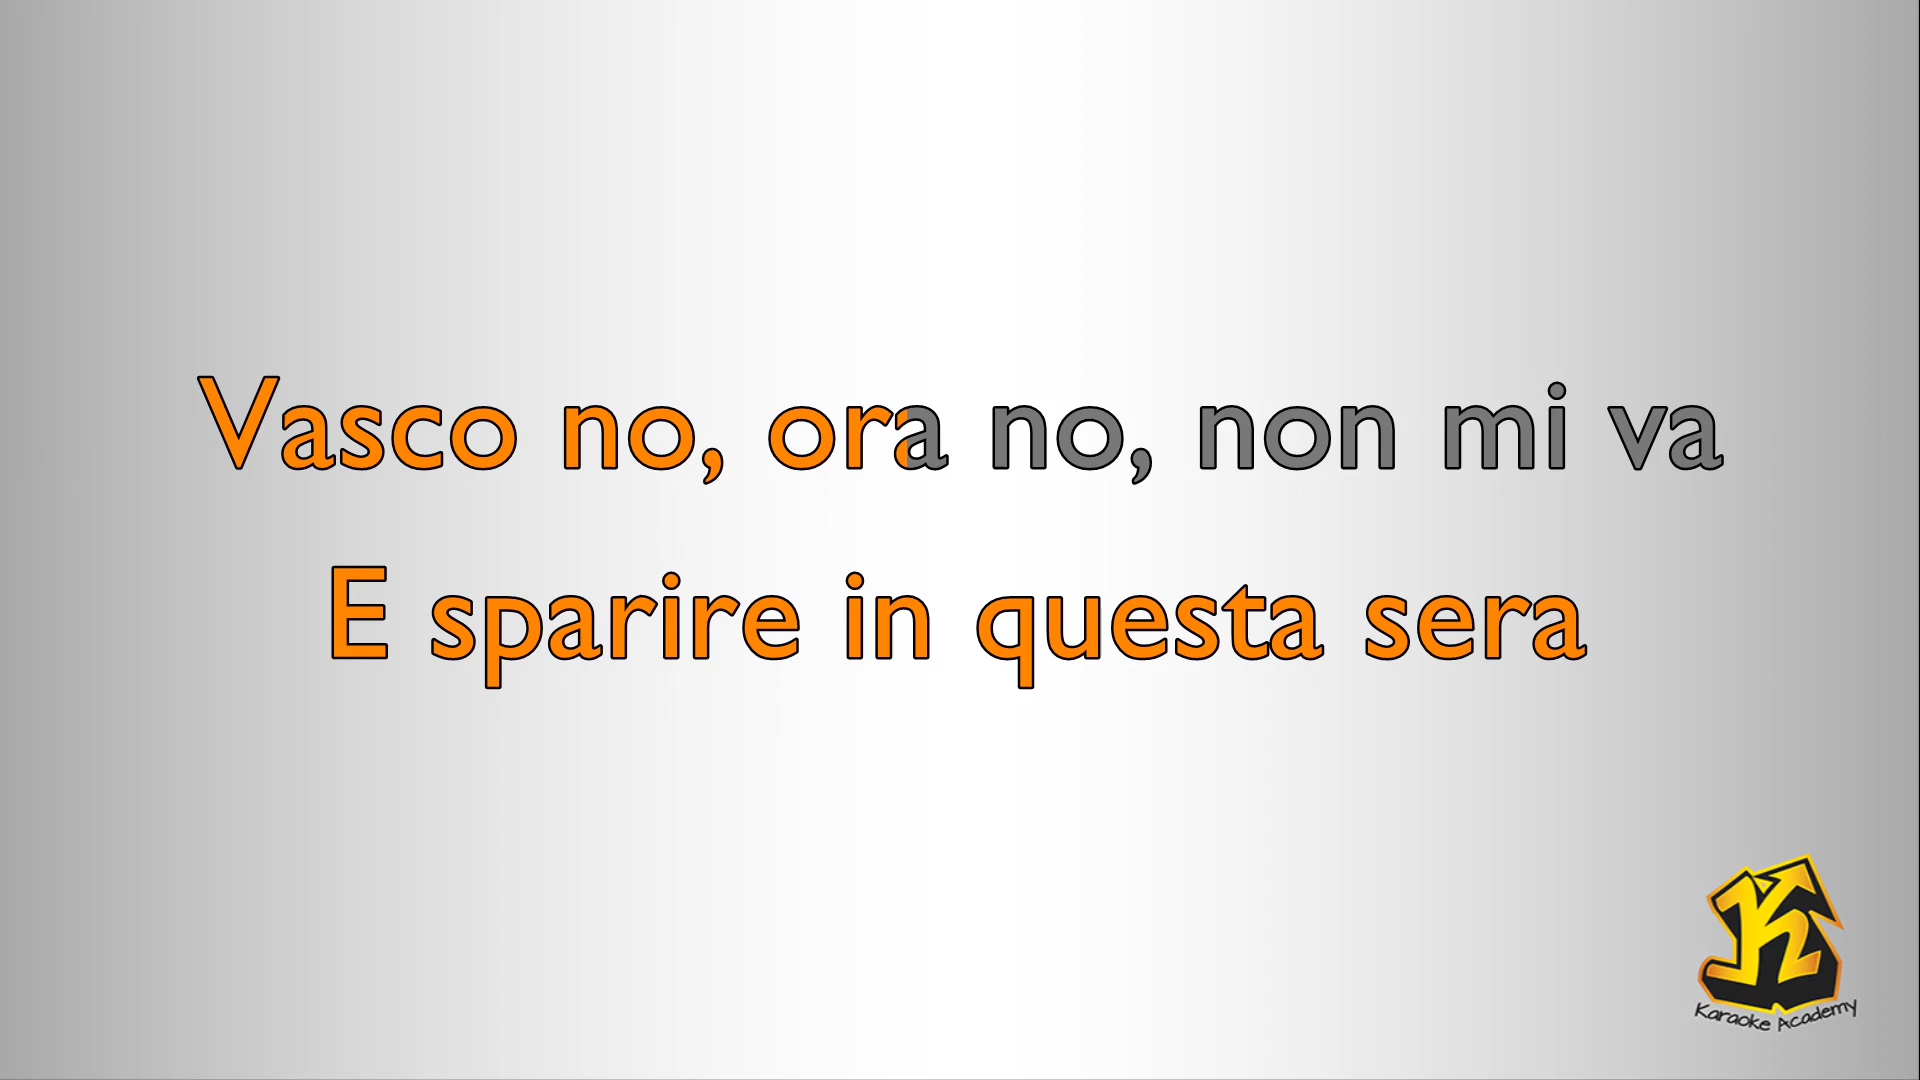 Vasco no, ora no, non mi va
E sparire in questa sera
K
Karaoke Academy